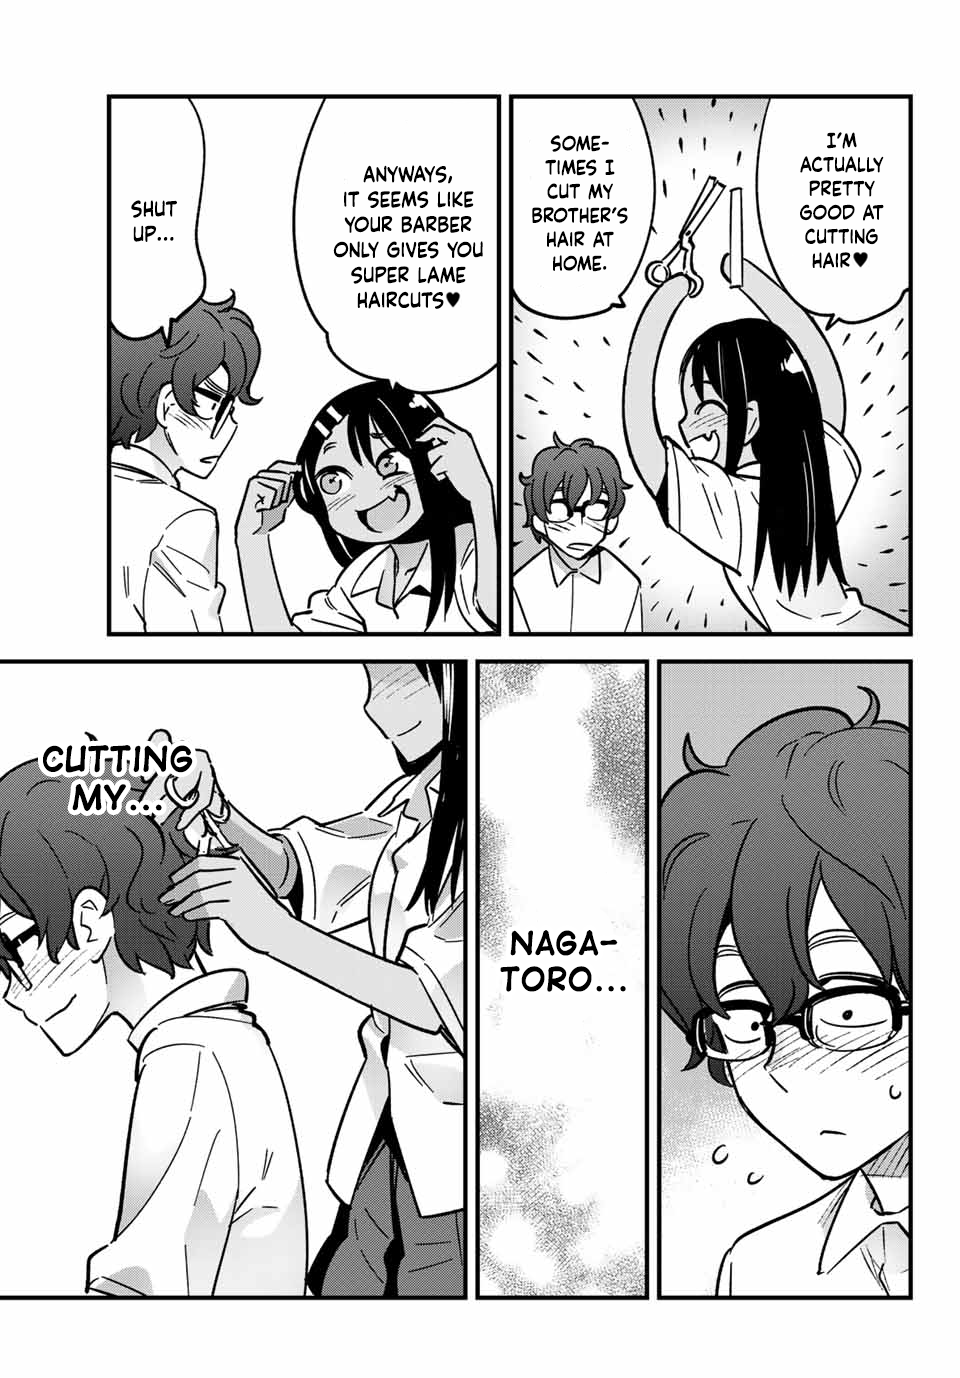 I'M
ACTUALLY
PRETTY
GOOD AT
CUTTING
HAIR♥
SOME-
TIMES I
CUT MY
BROTHER'S
HAIR AT
HOME.
ANYWAYS,
IT SEEMS LIKE
YOUR BARBER
ONLY GIVES YOU
SUPER LAME
HAIRCUTS♥
SHUT
UP...
NAGA-
TORO...
CUTTING
MY...